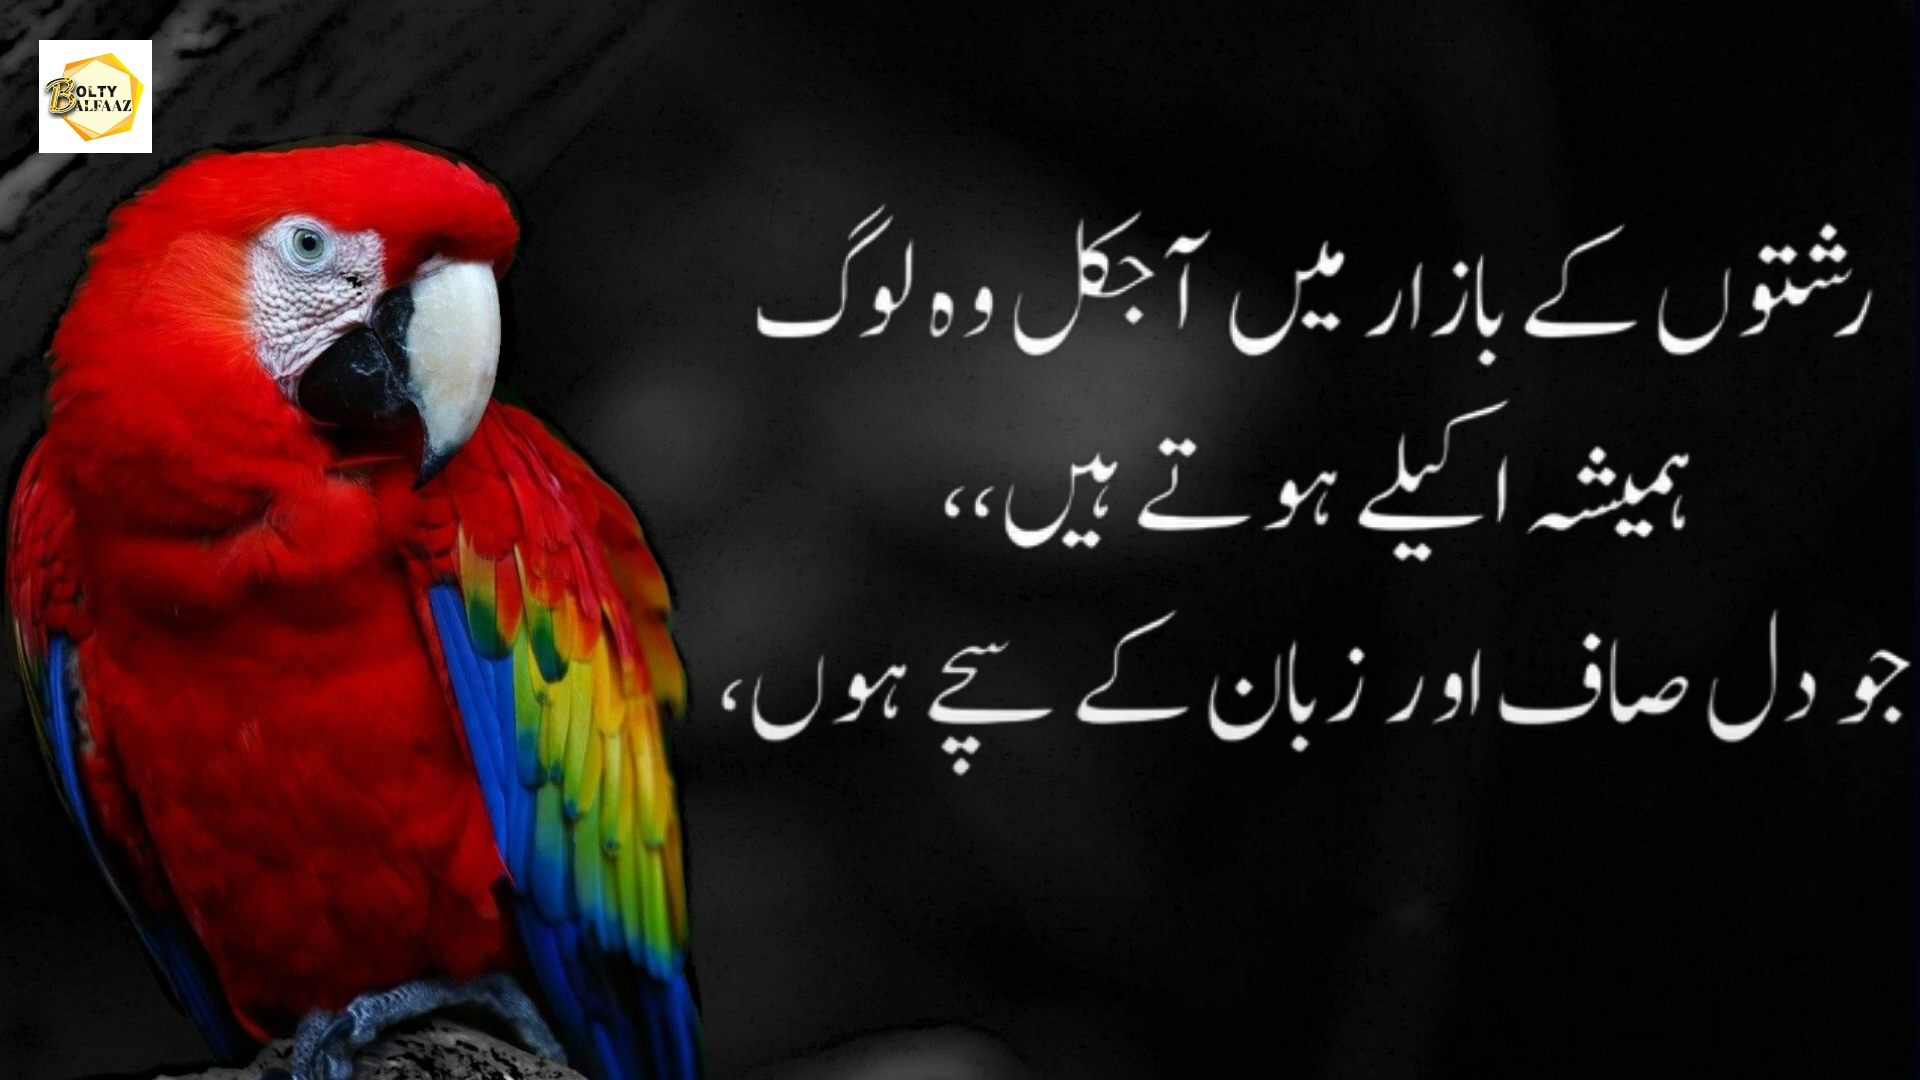 BOLTY
ALFAAZ
رشتوں کے بازار میں آجکل وہ لوگ
ہمیشہ اکیلے ہوتے ہیں،،
جو دل صاف اور زبان کے سچے ہوں،